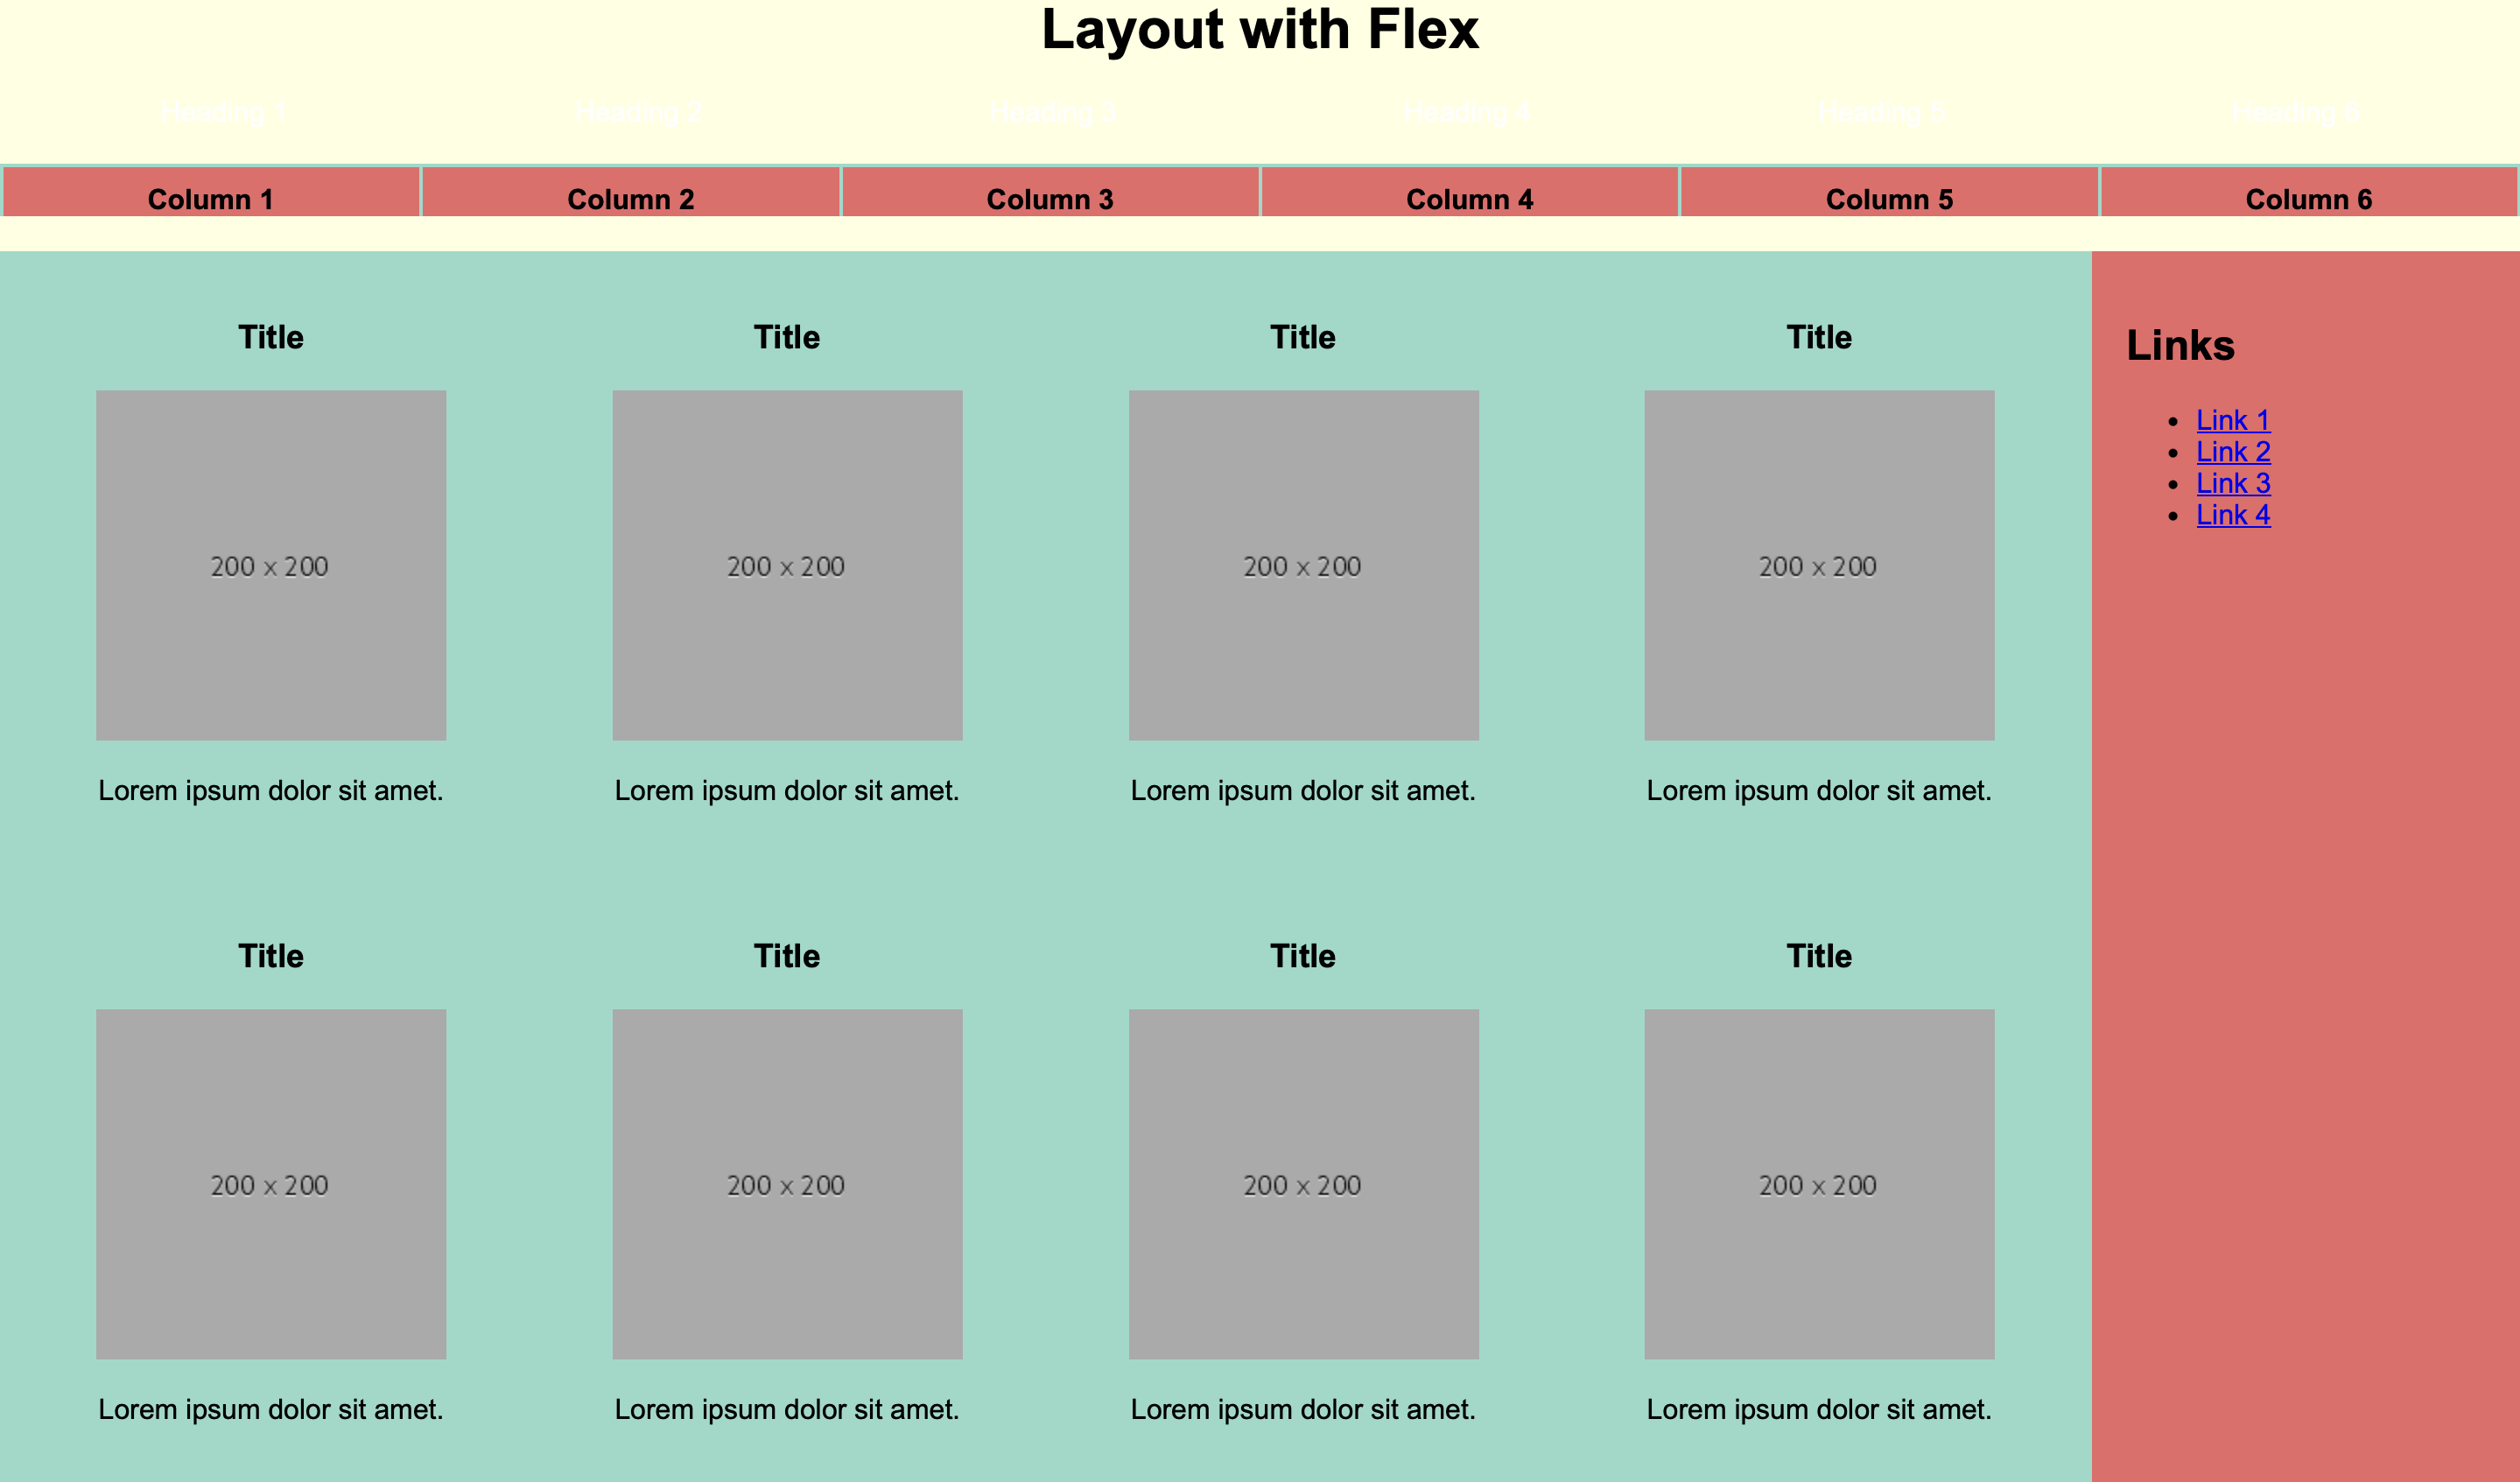 Layout with Flex
Heading 1 Heading 2 Heading 3 Heading 4 Heading 5 Heading 6
Column 1 Column 2 Column 3 Column 4 Column 5 Column 6
Title Title Title Title
200 x 200 200 x 200 200 x 200 200 x 200
Lorem ipsum dolor sit amet. Lorem ipsum dolor sit amet. Lorem ipsum dolor sit amet. Lorem ipsum dolor sit amet.
Title Title Title Title
200 x 200 200 x 200 200 x 200 200 x 200
Lorem ipsum dolor sit amet. Lorem ipsum dolor sit amet. Lorem ipsum dolor sit amet. Lorem ipsum dolor sit amet.
Links
Link 1
Link 2
Link 3
Link 4